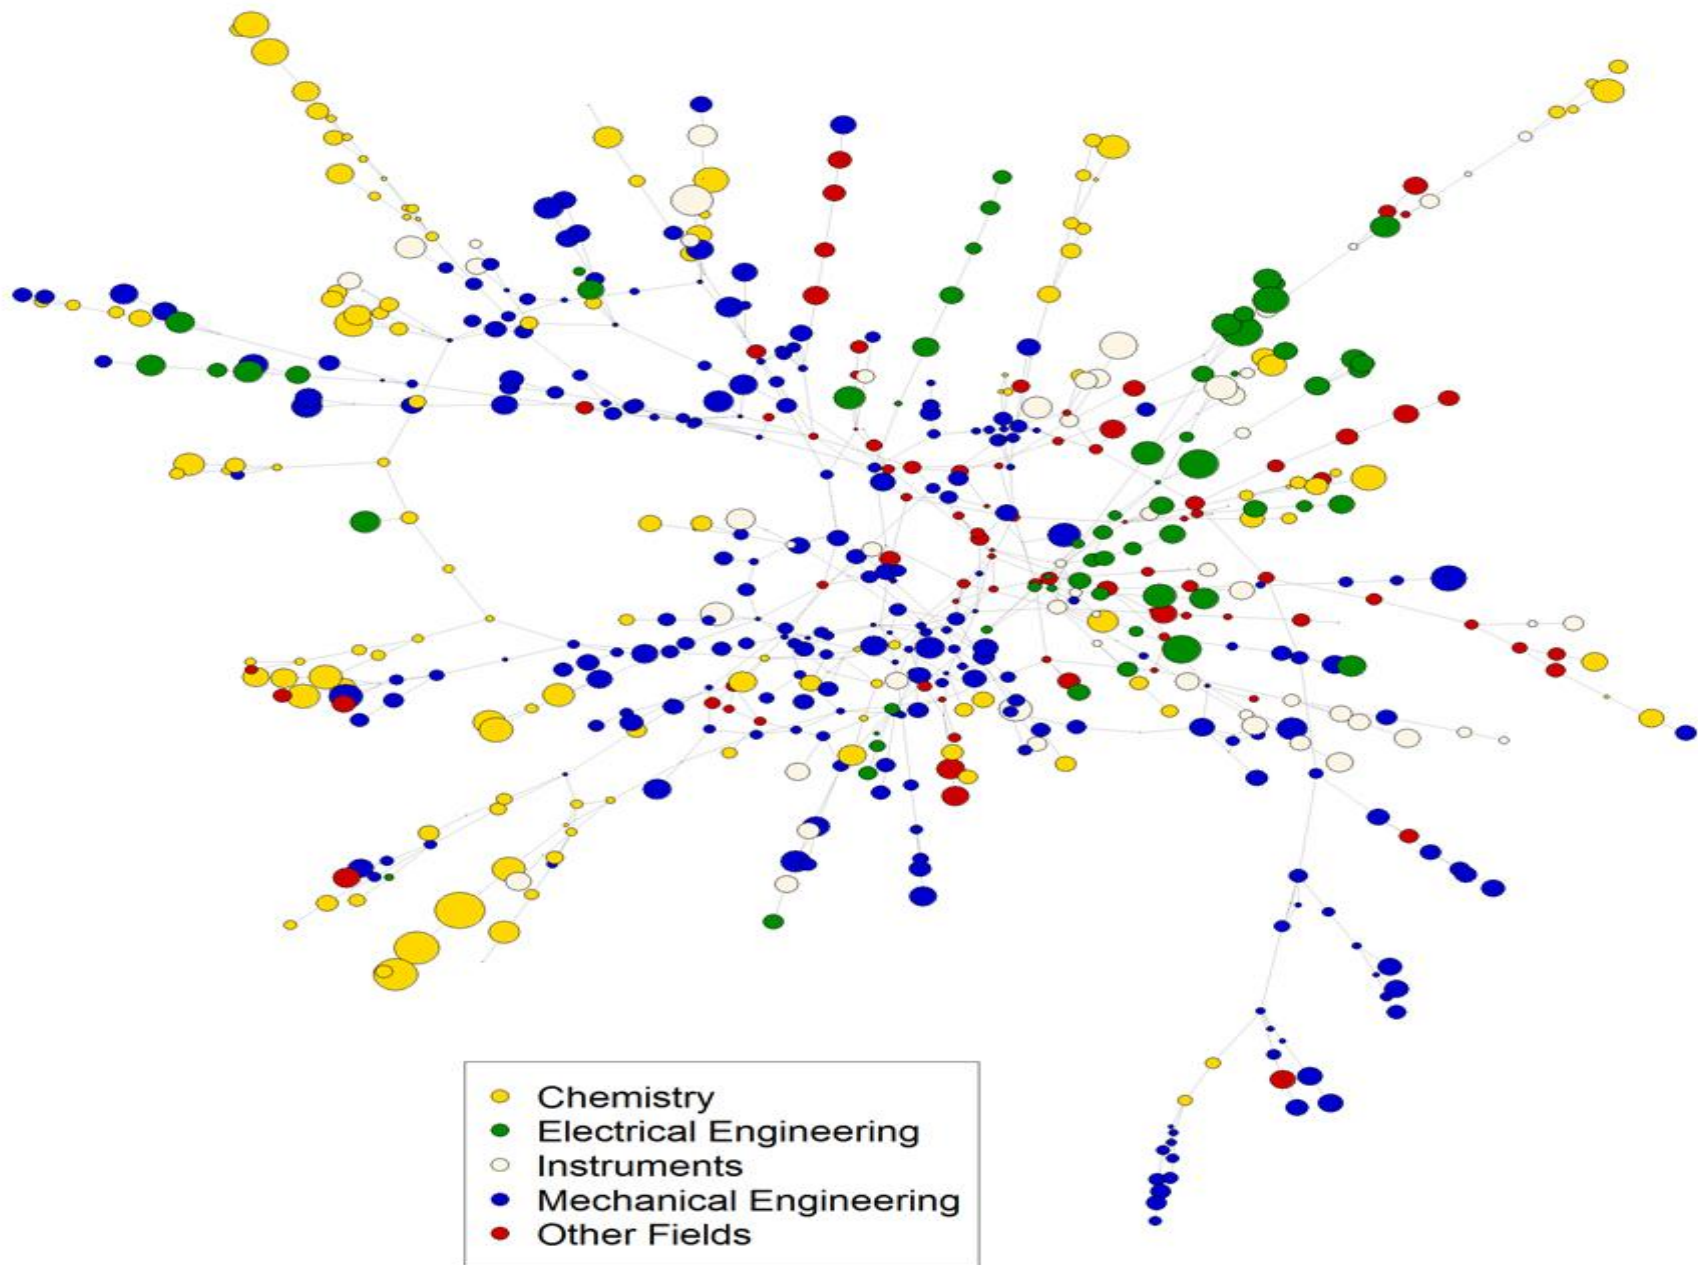 Chemistry
Electrical Engineering
Instruments
Mechanical Engineering
Other Fields